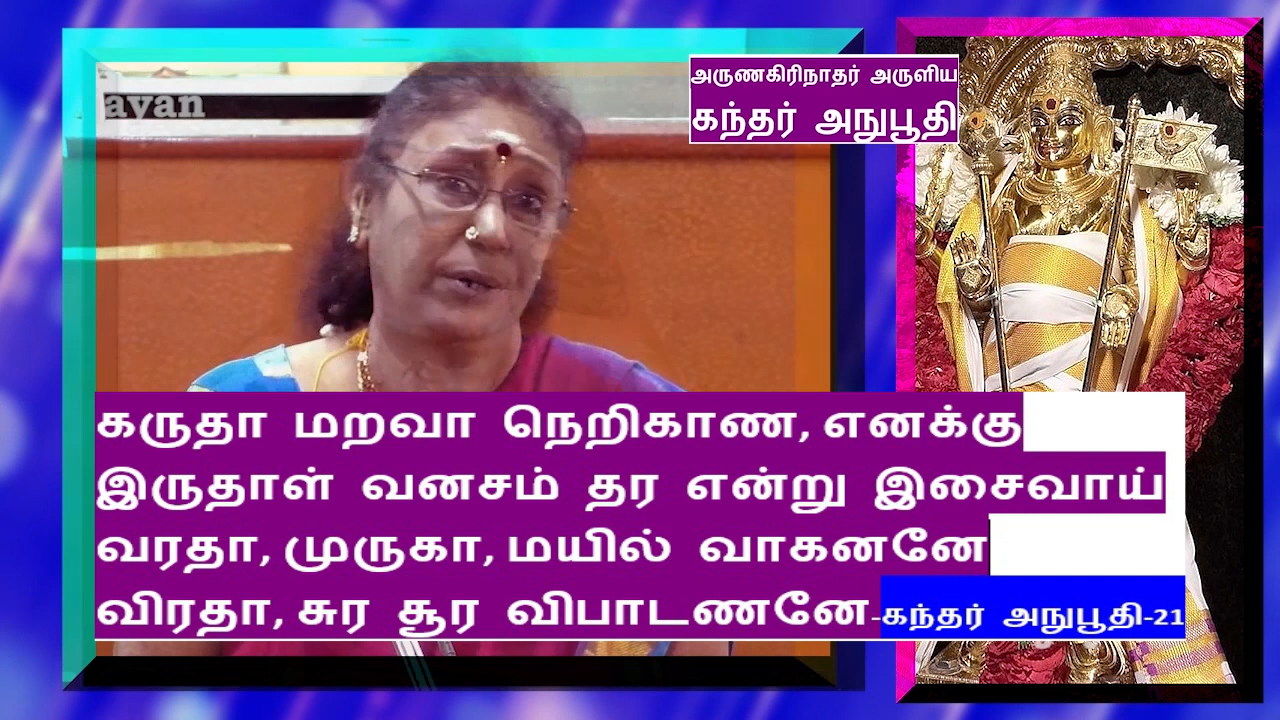 ayan
அருணகிரிநாதர் அருளிய
கந்தர் அநுபூதி
கருதா மறவா நெறிகாண, எனக்கு
இருதாள் வனசம் தர என்று இசைவாய்
வரதா, முருகா, மயில் வாகனனே
விரதா, சுர சூர விபாடணனே-கந்தர் அநுபூதி-21